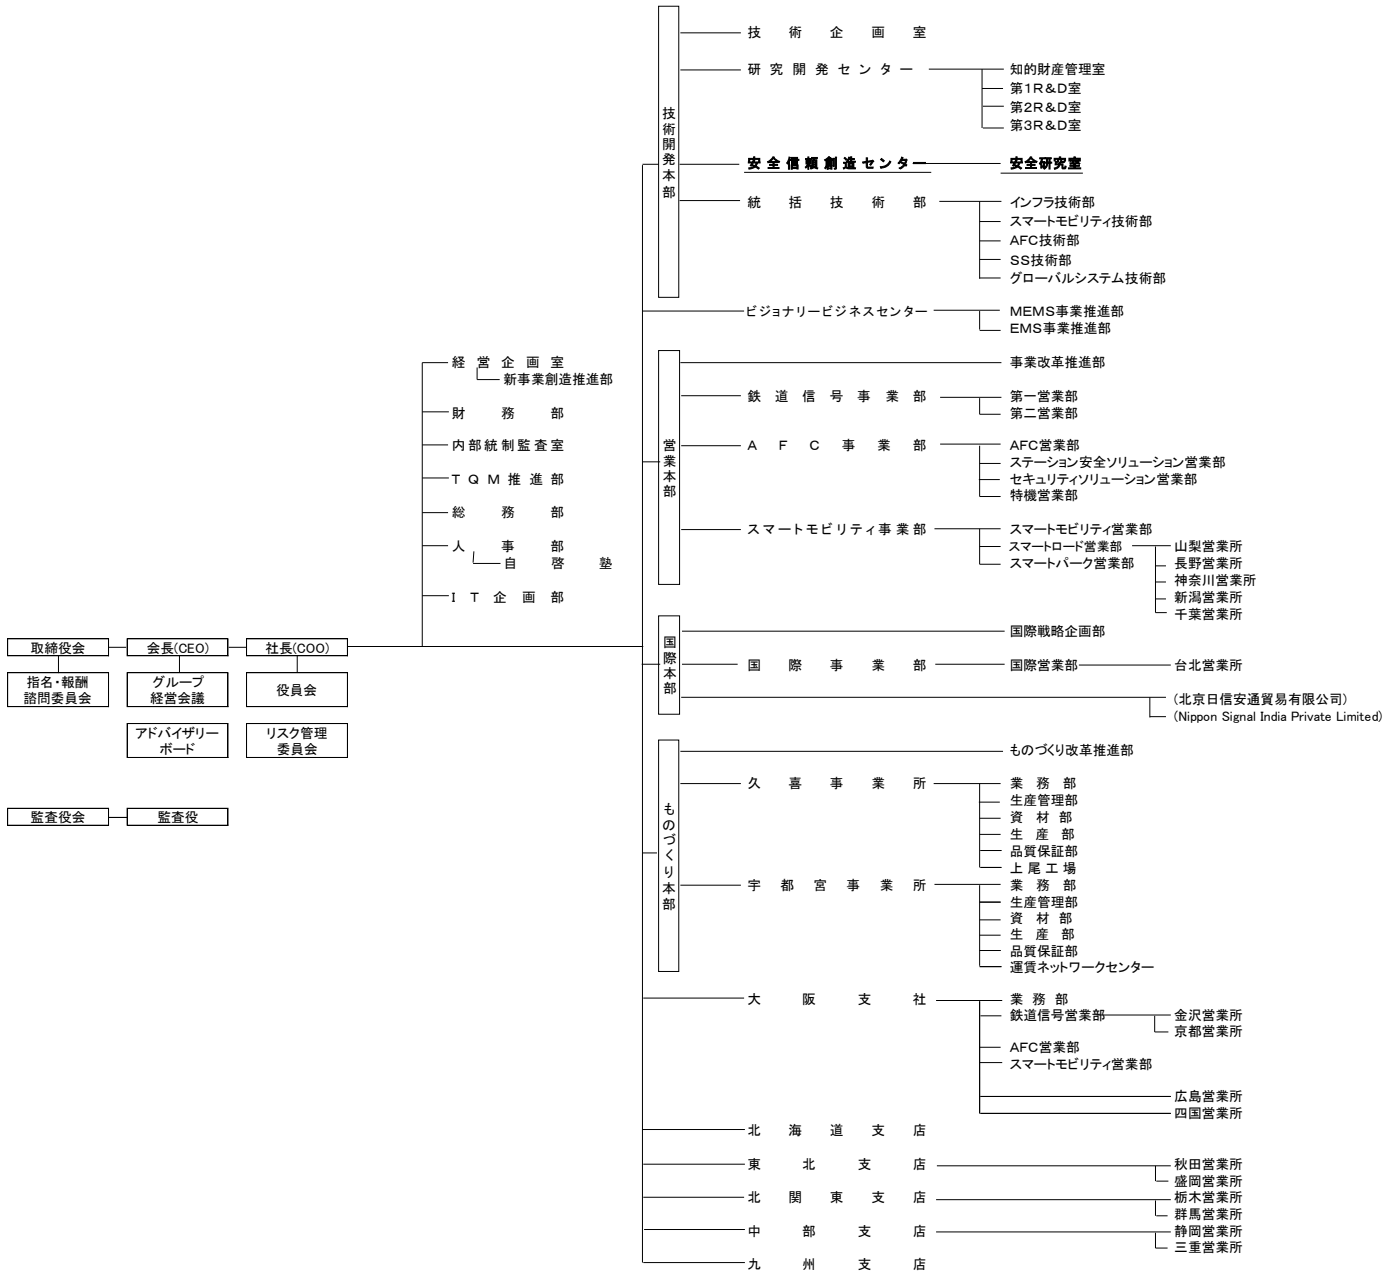 技術開発本部
技術企画室
研究開発センター
知的財産管理室
第1R&D室
第2R&D室
第3R&D室
安全信頼創造センター
安全研究室
統括技術部
インフラ技術部
スマートモビリティ技術部
AFC技術部
SS技術部
グローバルシステム技術部
ビジョナリービジネスセンター
MEMS事業推進部
EMS事業推進部
経営企画室
新事業創造推進部
財務部
内部統制監査室
TQM推進部
総務部
人事部
自啓塾
IT企画部
営業本部
事業改革推進部
鉄道信号事業部
第一営業部
第二営業部
AFC事業部
AFC営業部
ステーション安全ソリューション営業部
セキュリティソリューション営業部
特機営業部
スマートモビリティ事業部
スマートモビリティ営業部
スマートロード営業部
山梨営業所
長野営業所
神奈川営業所
新潟営業所
千葉営業所
スマートパーク営業部
取締役会
会長(CEO)
社長(COO)
指名・報酬
諮問委員会
グループ
経営会議
役員会
アドバイザリー
ボード
リスク管理
委員会
監査役会
監査役
国際本部
国際戦略企画部
国際事業部
国際営業部
台北営業所
(北京日信安通貿易有限公司)
(Nippon Signal India Private Limited)
ものづくり本部
ものづくり改革推進部
久喜事業所
業務部
生産管理部
資材部
生産部
品質保証部
上尾工場
宇都宮事業所
業務部
生産管理部
資材部
生産部
品質保証部
運賃ネットワークセンター
大阪支社
業務部
鉄道信号営業部
金沢営業所
京都営業所
AFC営業部
スマートモビリティ営業部
広島営業所
四国営業所
北海道支店
東北支店
秋田営業所
盛岡営業所
北関東支店
栃木営業所
群馬営業所
中部支店
静岡営業所
三重営業所
九州支店